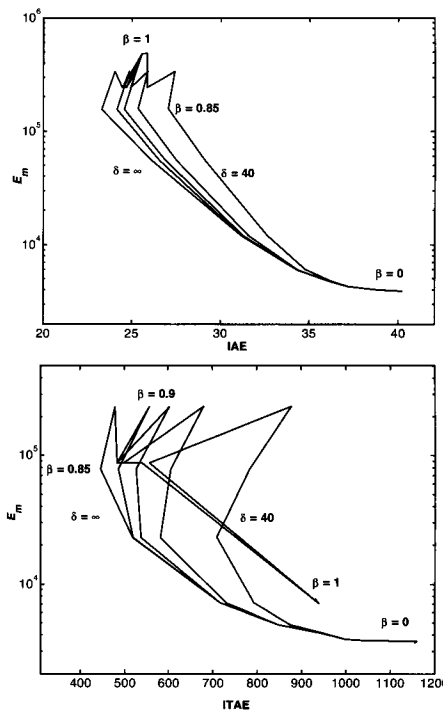 10^6
β = 1
10^5
β = 0.85
E_m
δ = ∞
δ = 40
10^4
β = 0
20 25 30 35 40
IAE
β = 0.9
10^5
β = 0.85
E_m
δ = ∞
δ = 40
β = 1
10^4
β = 0
400 500 600 700 800 900 1000 1100 120
ITAE